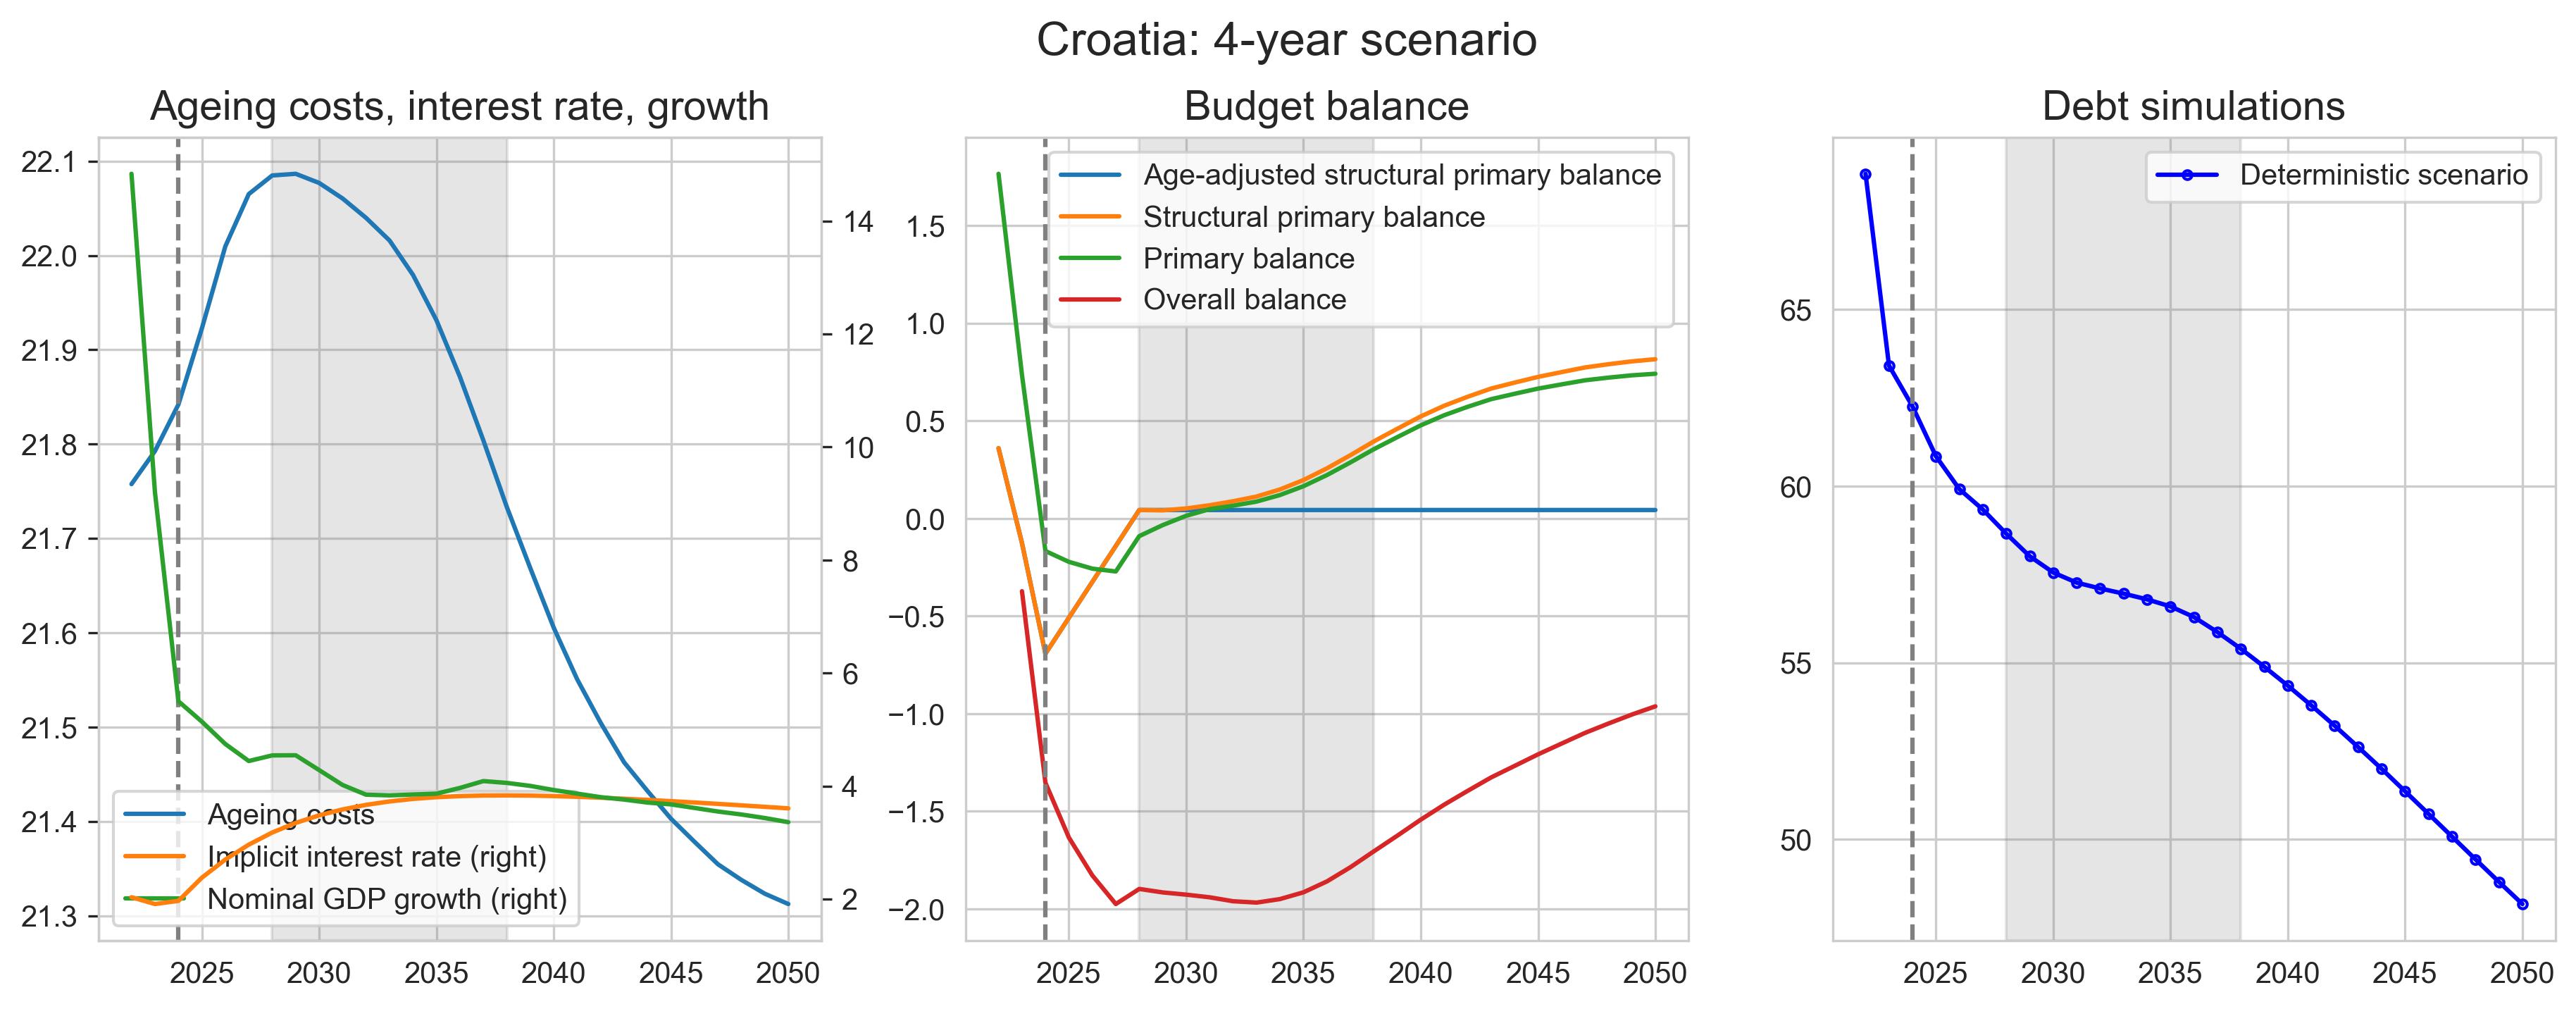 Croatia: 4-year scenario
Ageing costs, interest rate, growth
22.1
22.0
21.9
21.8
21.7
21.6
21.5
21.4
21.3
14
12
10
8
6
4
2
Ageing costs
Implicit interest rate (right)
Nominal GDP growth (right)
2025 2030 2035 2040 2045 2050
Budget balance
1.5
1.0
0.5
0.0
−0.5
−1.0
−1.5
−2.0
Age-adjusted structural primary balance
Structural primary balance
Primary balance
Overall balance
2025 2030 2035 2040 2045 2050
Debt simulations
65
60
55
50
Deterministic scenario
2025 2030 2035 2040 2045 2050